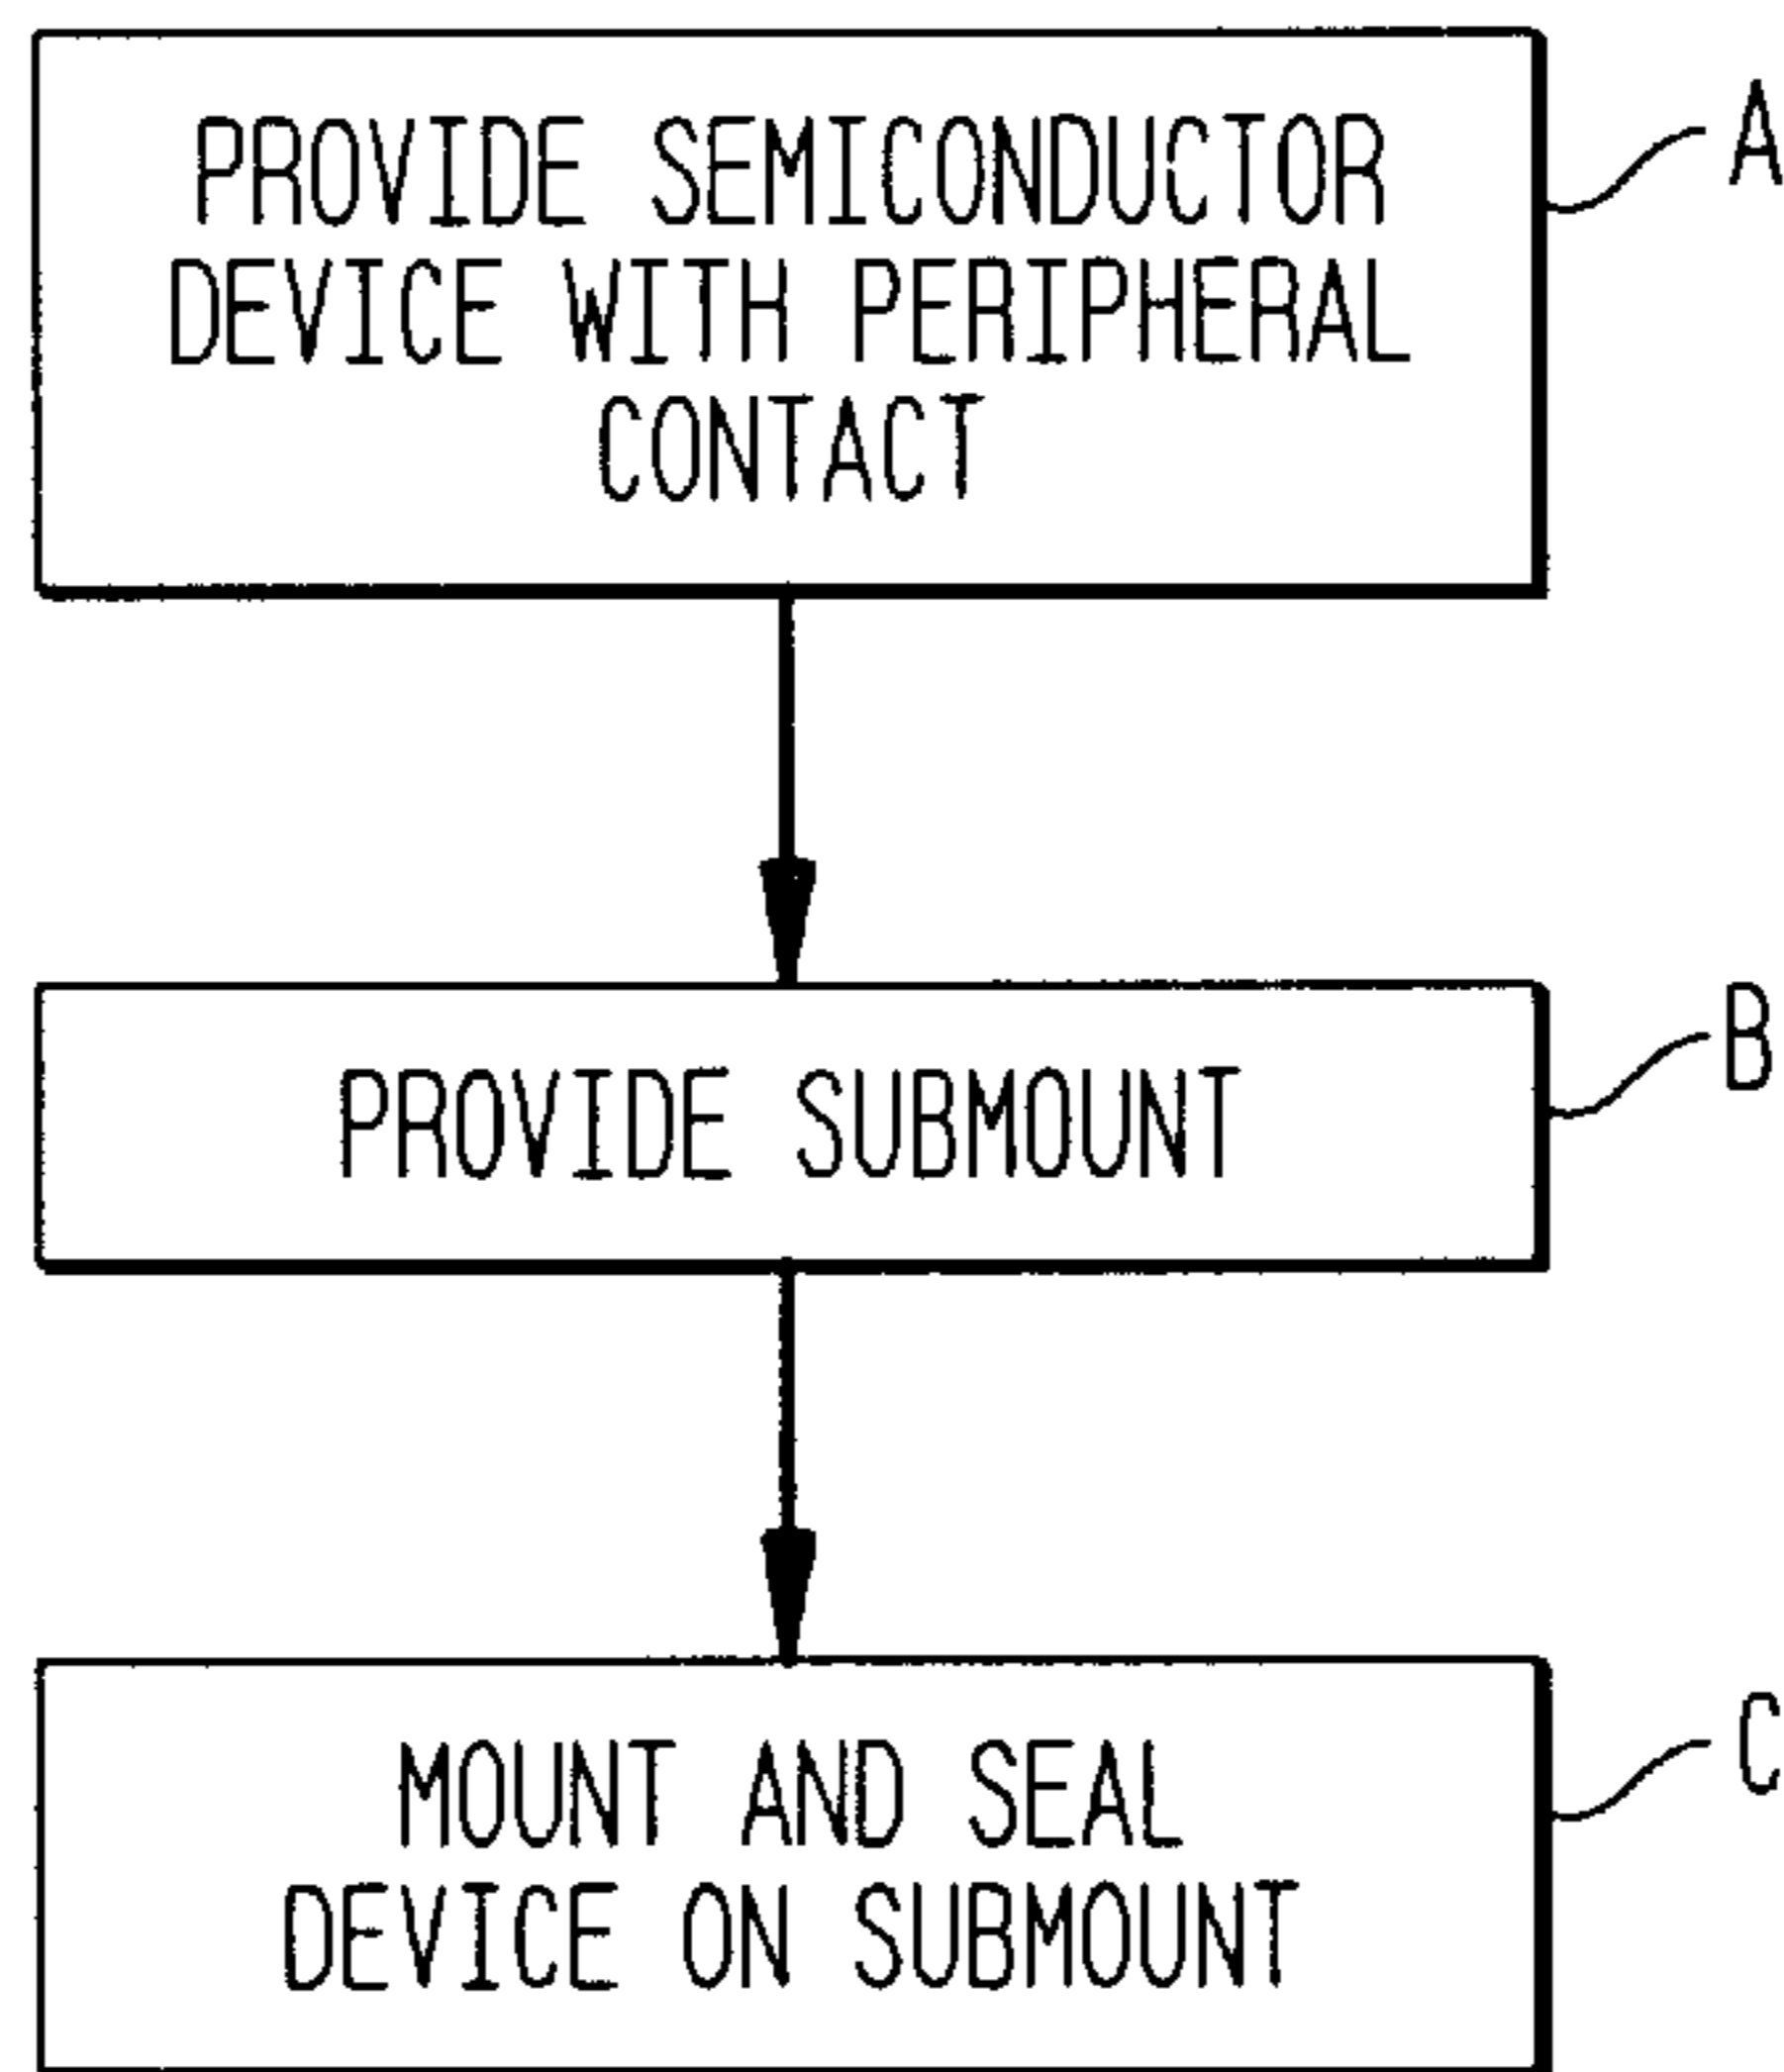 PROVIDE SEMICONDUCTOR
DEVICE WITH PERIPHERAL
CONTACT
A
PROVIDE SUBMOUNT
B
MOUNT AND SEAL
DEVICE ON SUBMOUNT
C